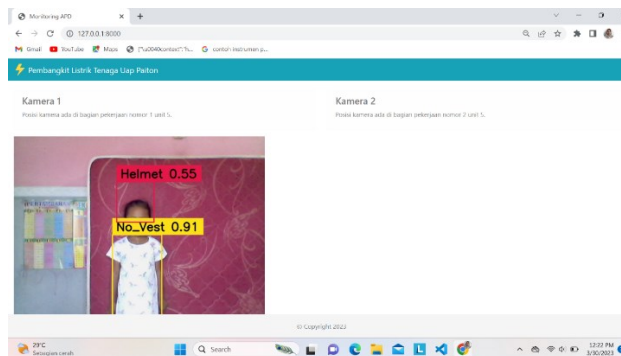 Monitoring APD
127.0.0.1:8000
Gmail
YouTube
Maps
Pembangkit Listrik Tenaga Uap Paiton
Kamera 1
Posisi kamera ada di bagian pekerjaan nomor 1 unit 5.
Kamera 2
Posisi kamera ada di bagian pekerjaan nomor 2 unit 5.
Helmet 0.55
No_Vest 0.91
© Copyright 2023
29°C
Sebagian cerah
Search
12:22 PM
3/30/2023